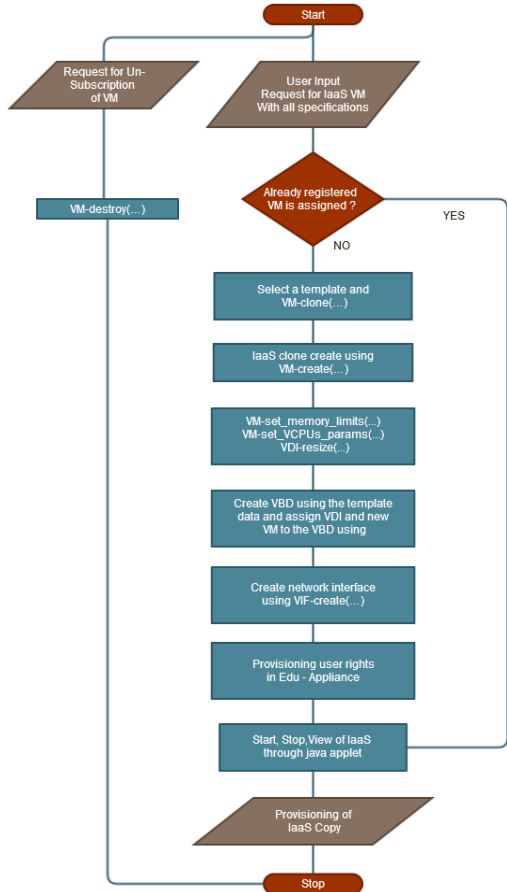 Start
Request for Un-
Subscription
of VM
User Input
Request for IaaS VM
With all specifications
Already registered
VM is assigned ?
YES
VM-destroy(...)
NO
Select a template and
VM-clone(...)
IaaS clone create using
VM-create(...)
VM-set_memory_limits(...)
VM-set_VCPUs_params(...)
VDI-resize(...)
Create VBD using the template
data and assign VDI and new
VM to the VBD using
Create network interface
using VIF-create(...)
Provisioning user rights
in Edu - Appliance
Start, Stop,View of IaaS
through java applet
Provisioning of
IaaS Copy
Stop